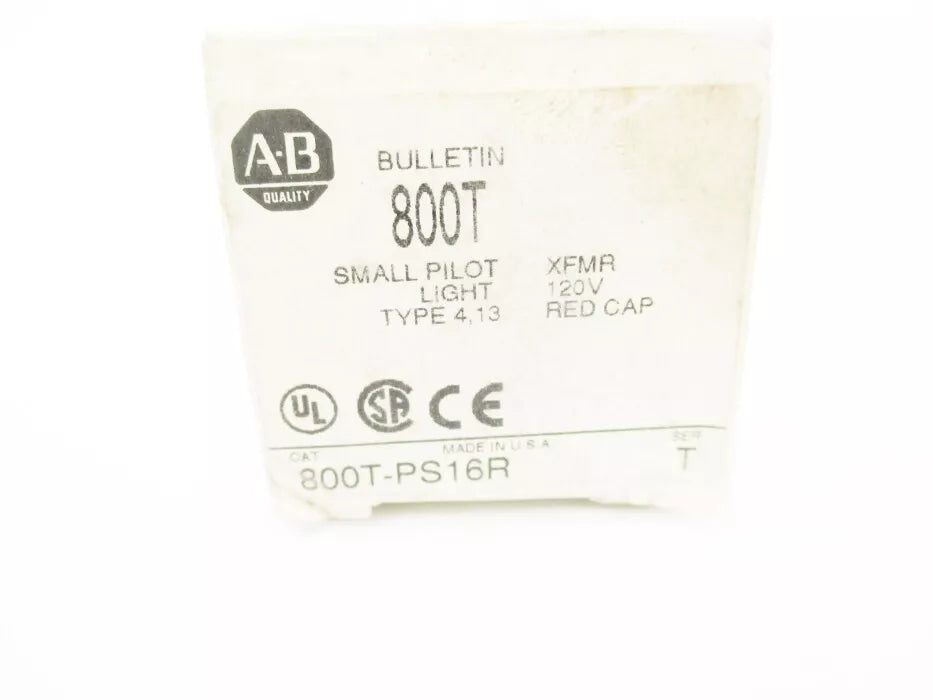 A-B
QUALITY
BULLETIN
800T
SMALL PILOT XFMR
LIGHT 120V
TYPE 4,13 RED CAP
UL SA CE
CAT MADE IN U.S.A SER
800T-PS16R T